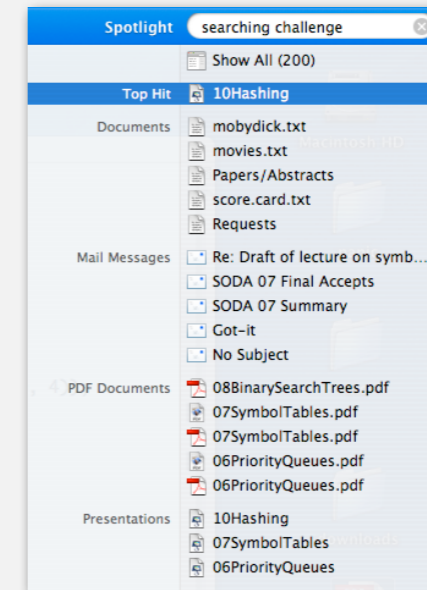 Spotlight searching challenge
Show All (200)
Top Hit 10Hashing
Documents mobydick.txt
movies.txt
Macintosh HD
Papers/Abstracts
score.card.txt
Requests
Mail Messages Re: Draft of lecture on symb...
SODA 07 Final Accepts
SODA 07 Summary
Got-it
No Subject
PDF Documents 08BinarySearchTrees.pdf
07SymbolTables.pdf
07SymbolTables.pdf
06PriorityQueues.pdf
06PriorityQueues.pdf
Presentations 10Hashing
07SymbolTables
06PriorityQueues